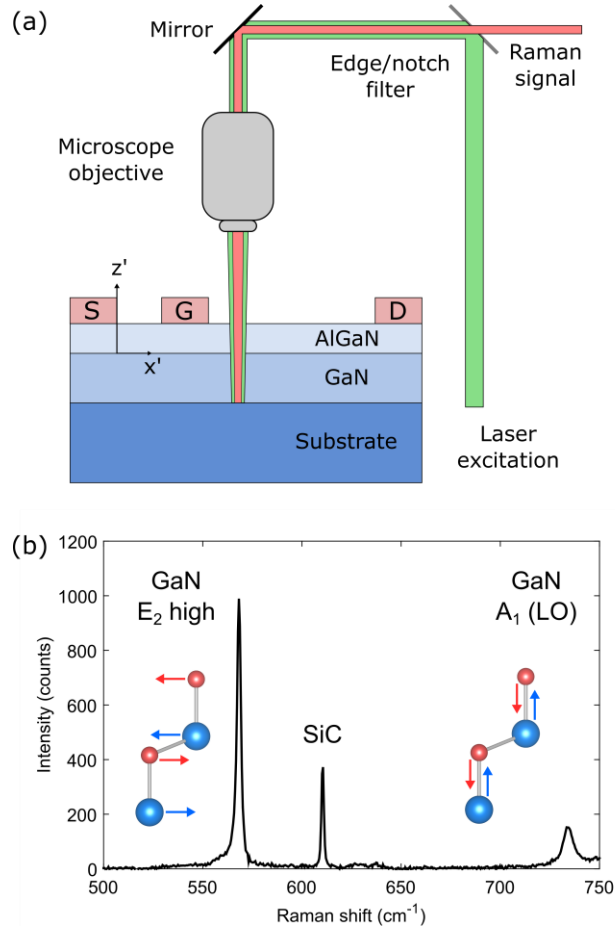 (a)
Mirror
Edge/notch
filter
Raman
signal
Microscope
objective
z'
S
G
D
x'
AlGaN
GaN
Substrate
Laser
excitation
(b)
1200
1000
800
600
400
200
0
Intensity (counts)
GaN
E₂ high
SiC
GaN
A₁ (LO)
500
550
600
650
700
750
Raman shift (cm⁻¹)